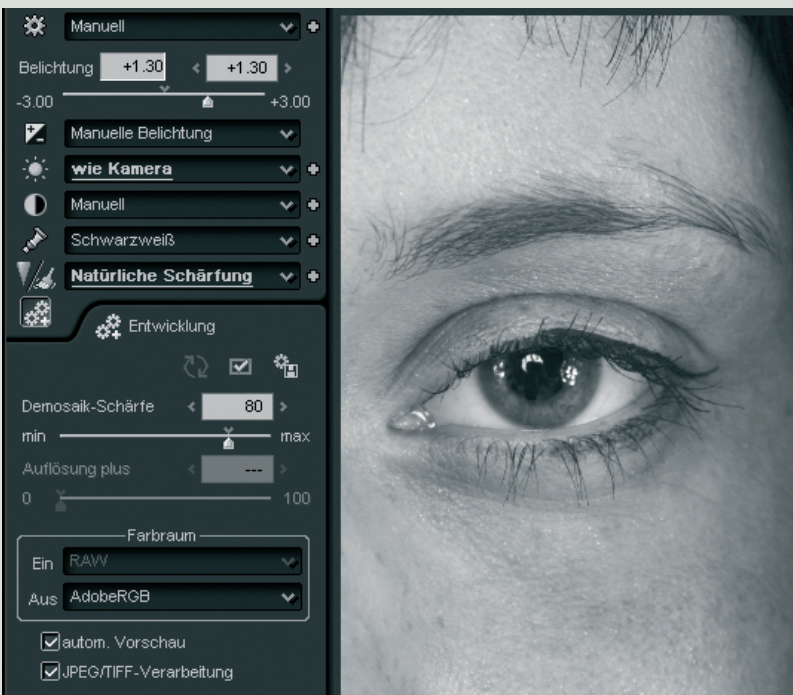 Manuell
Belichtung +1.30 +1.30
-3.00 +3.00
Manuelle Belichtung
wie Kamera
Manuell
Schwarzweiß
Natürliche Schärfung
Entwicklung
Demosaik-Schärfe 80
min max
Auflösung plus ---
0 100
Farbraum
Ein RAW
Aus AdobeRGB
autom. Vorschau
JPEG/TIFF-Verarbeitung